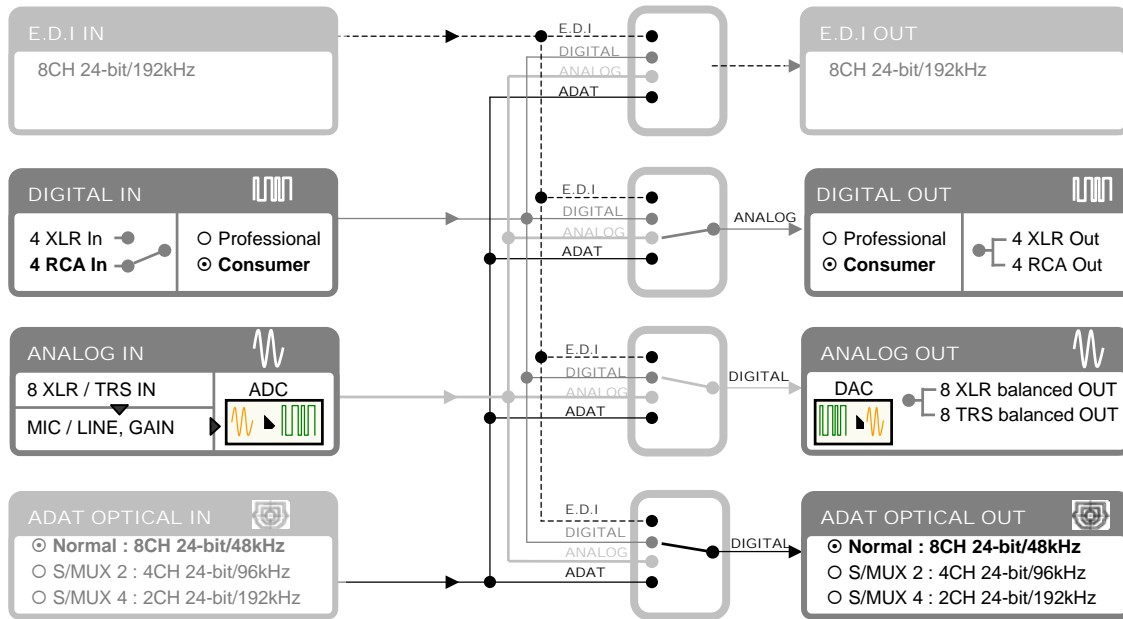 E.D.I IN
8CH 24-bit/192kHz
E.D.I
DIGITAL
ANALOG
ADAT
E.D.I OUT
8CH 24-bit/192kHz
DIGITAL IN
4 XLR In
4 RCA In
Professional
Consumer
E.D.I
DIGITAL
ANALOG
ADAT
ANALOG
DIGITAL OUT
Professional
Consumer
4 XLR Out
4 RCA Out
ANALOG IN
8 XLR / TRS IN
MIC / LINE, GAIN
ADC
E.D.I
DIGITAL
ANALOG
ADAT
DIGITAL
ANALOG OUT
DAC
8 XLR balanced OUT
8 TRS balanced OUT
ADAT OPTICAL IN
Normal : 8CH 24-bit/48kHz
S/MUX 2 : 4CH 24-bit/96kHz
S/MUX 4 : 2CH 24-bit/192kHz
E.D.I
DIGITAL
ANALOG
ADAT
DIGITAL
ADAT OPTICAL OUT
Normal : 8CH 24-bit/48kHz
S/MUX 2 : 4CH 24-bit/96kHz
S/MUX 4 : 2CH 24-bit/192kHz